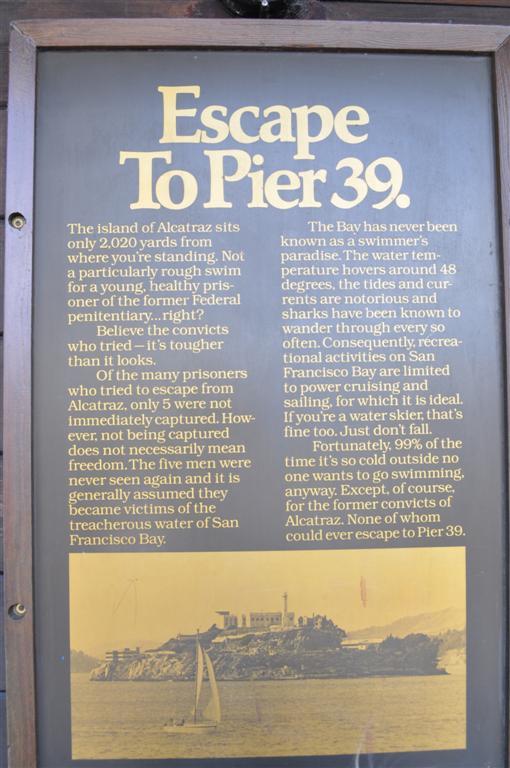 Escape
To Pier 39.
The island of Alcatraz sits
only 2,020 yards from
where you're standing. Not
a particularly rough swim
for a young, healthy pris-
oner of the former Federal
penitentiary...right?
Believe the convicts
who tried—it's tougher
than it looks.
Of the many prisoners
who tried to escape from
Alcatraz, only 5 were not
immediately captured. How-
ever, not being captured
does not necessarily mean
freedom. The five men were
never seen again and it is
generally assumed they
became victims of the
treacherous water of San
Francisco Bay.
The Bay has never been
known as a swimmer's
paradise. The water tem-
perature hovers around 48
degrees, the tides and cur-
rents are notorious and
sharks have been known to
wander through every so
often. Consequently, recrea-
tional activities on San
Francisco Bay are limited
to power cruising and
sailing, for which it is ideal.
If you're a water skier, that's
fine too. Just don't fall.
Fortunately, 99% of the
time it's so cold outside no
one wants to go swimming,
anyway. Except, of course,
for the former convicts of
Alcatraz. None of whom
could ever escape to Pier 39.